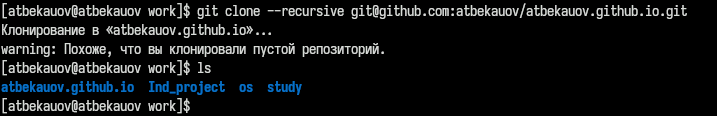 [atbekauov@atbekauov work]$ git clone --recursive git@github.com:atbekauov/atbekauov.github.io.git
Клонирование в «atbekauov.github.io»...
warning: Похоже, что вы клонировали пустой репозиторий.
[atbekauov@atbekauov work]$ ls
atbekauov.github.io  Ind_project  os  study
[atbekauov@atbekauov work]$